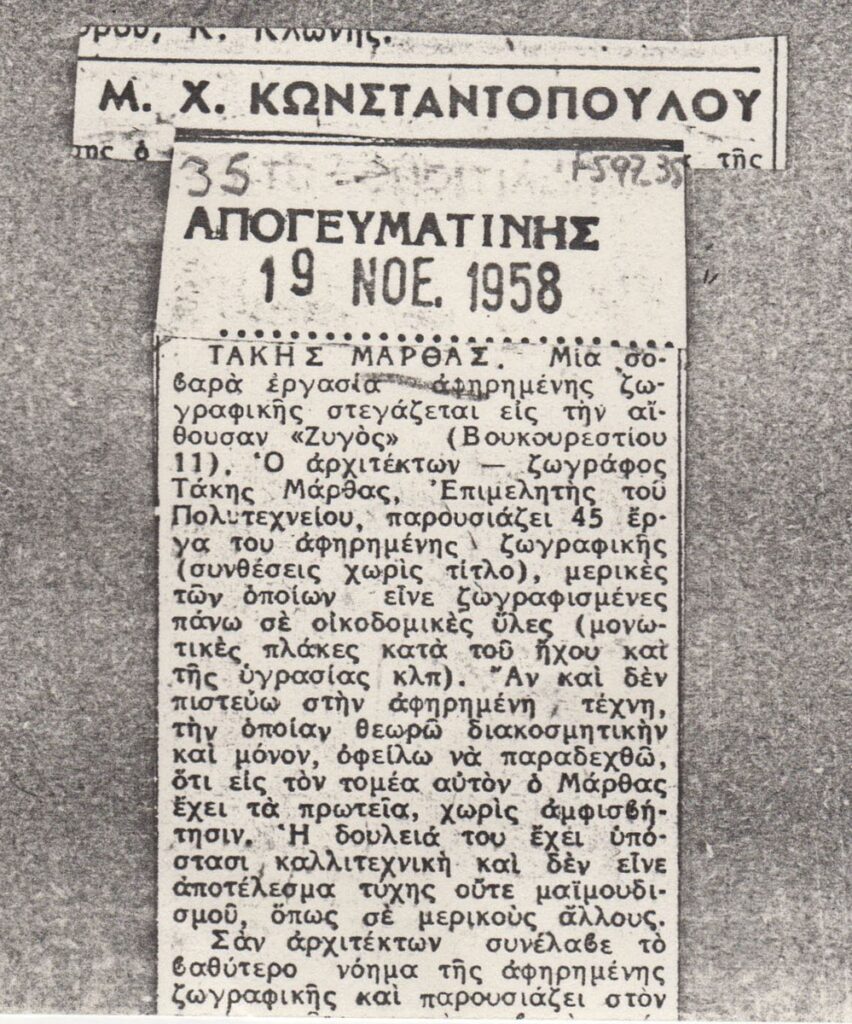 Κ. Κλώνης.
Μ. Χ. ΚΩΝΣΤΑΝΤΟΠΟΥΛΟΥ
της ὁ
τῆς
35
F59Z35
ΑΠΟΓΕΥΜΑΤΙΝΗΣ
19 ΝΟΕ. 1958
ΤΑΚΗΣ ΜΑΡΘΑΣ. Μία σο-
βαρὰ ἐργασία ἀφηρημένης ζω-
γραφικῆς στεγάζεται εἰς τὴν αἴ-
θουσαν «Ζυγὸς» (Βουκουρεστίου
11). Ὁ ἀρχιτέκτων — ζωγράφος
Τάκης Μάρθας, Ἐπιμελητὴς τοῦ
Πολυτεχνείου, παρουσιάζει 45 ἔρ-
γα του ἀφηρημένης ζωγραφικῆς
(συνθέσεις χωρὶς τίτλο), μερικὲς
τῶν ὁποίων εἶνε ζωγραφισμένες
πάνω σὲ οἰκοδομικὲς ὕλες (μονω-
τικὲς πλάκες κατὰ τοῦ ἤχου καὶ
τῆς ὑγρασίας κλπ). Ἂν καὶ δὲν
πιστεύω στὴν ἀφηρημένη τέχνη,
τὴν ὁποίαν θεωρῶ διακοσμητικὴν
καὶ μόνον, ὀφείλω νὰ παραδεχθῶ,
ὅτι εἰς τὸν τομέα αὐτὸν ὁ Μάρθας
ἔχει τὰ πρωτεῖα, χωρὶς ἀμφισβή-
τησιν. Ἡ δουλειά του ἔχει ὑπό-
στασι καλλιτεχνικὴ καὶ δὲν εἶνε
ἀποτέλεσμα τύχης οὔτε μαϊμουδι-
σμοῦ, ὅπως σὲ μερικοὺς ἄλλους.
Σὰν ἀρχιτέκτων συνέλαβε τὸ
βαθύτερο νόημα τῆς ἀφηρημένης
ζωγραφικῆς καὶ παρουσιάζει στὸν